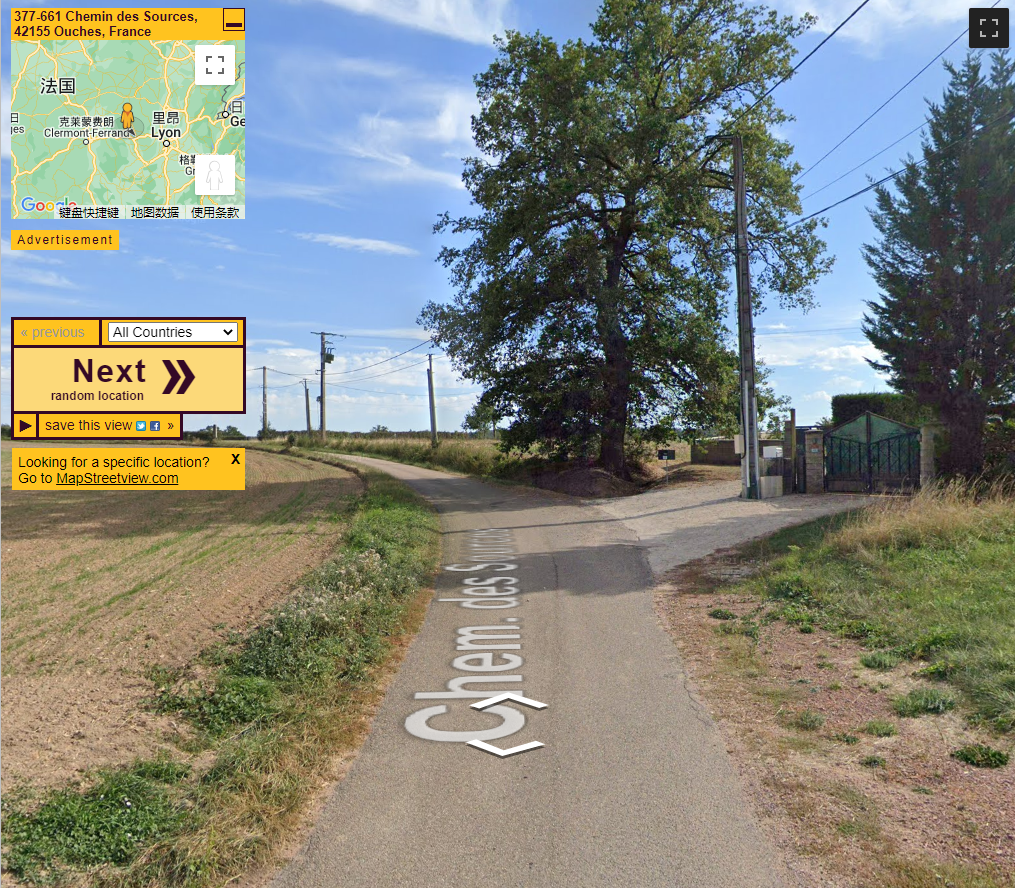 377-661 Chemin des Sources,
42155 Ouches, France
法国
克莱蒙费朗
Clermont-Ferrand
里昂
Lyon
Ge
Google
键盘快捷键 地图数据 使用条款
Advertisement
« previous
All Countries
Next
random location
save this view »
Looking for a specific location? X
Go to MapStreetview.com
Chem. des Sources